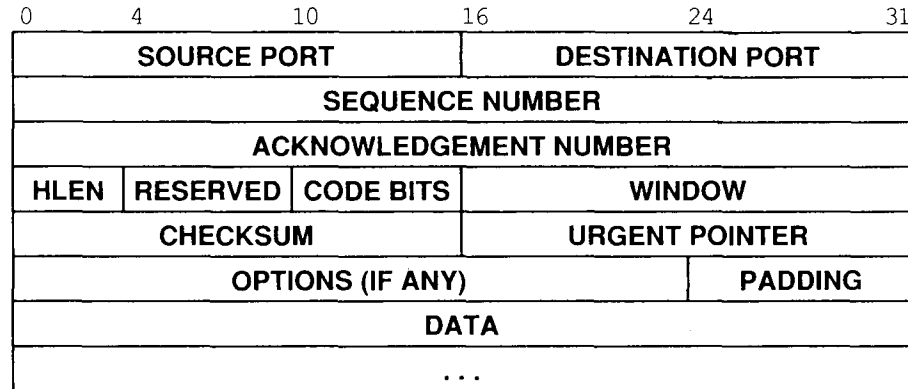 0 4 10 16 24 31
SOURCE PORT DESTINATION PORT
SEQUENCE NUMBER
ACKNOWLEDGEMENT NUMBER
HLEN RESERVED CODE BITS WINDOW
CHECKSUM URGENT POINTER
OPTIONS (IF ANY) PADDING
DATA
...